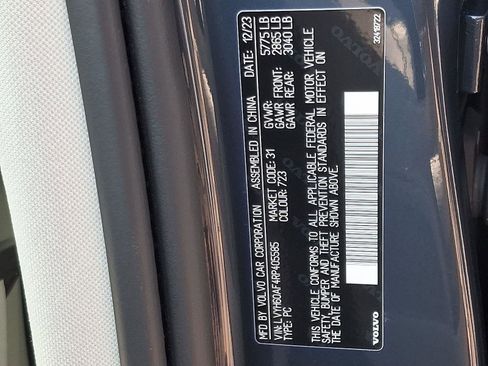 MFD. BY VOLVO CAR CORPORATION ASSEMBLED IN CHINA DATE: 12/23
VIN-LVYH60AF4RP405585 GVWR: 5775 LB
TYPE: PC MARKET CODE: 31 GAWR FRONT: 2865 LB
COLOUR: 723 GAWR REAR: 3040 LB
THIS VEHICLE CONFORMS TO ALL APPLICABLE FEDERAL MOTOR VEHICLE
SAFETY, BUMPER AND THEFT PREVENTION STANDARDS IN EFFECT ON THE
DATE OF MANUFACTURE SHOWN ABOVE.
VOLVO 32419722